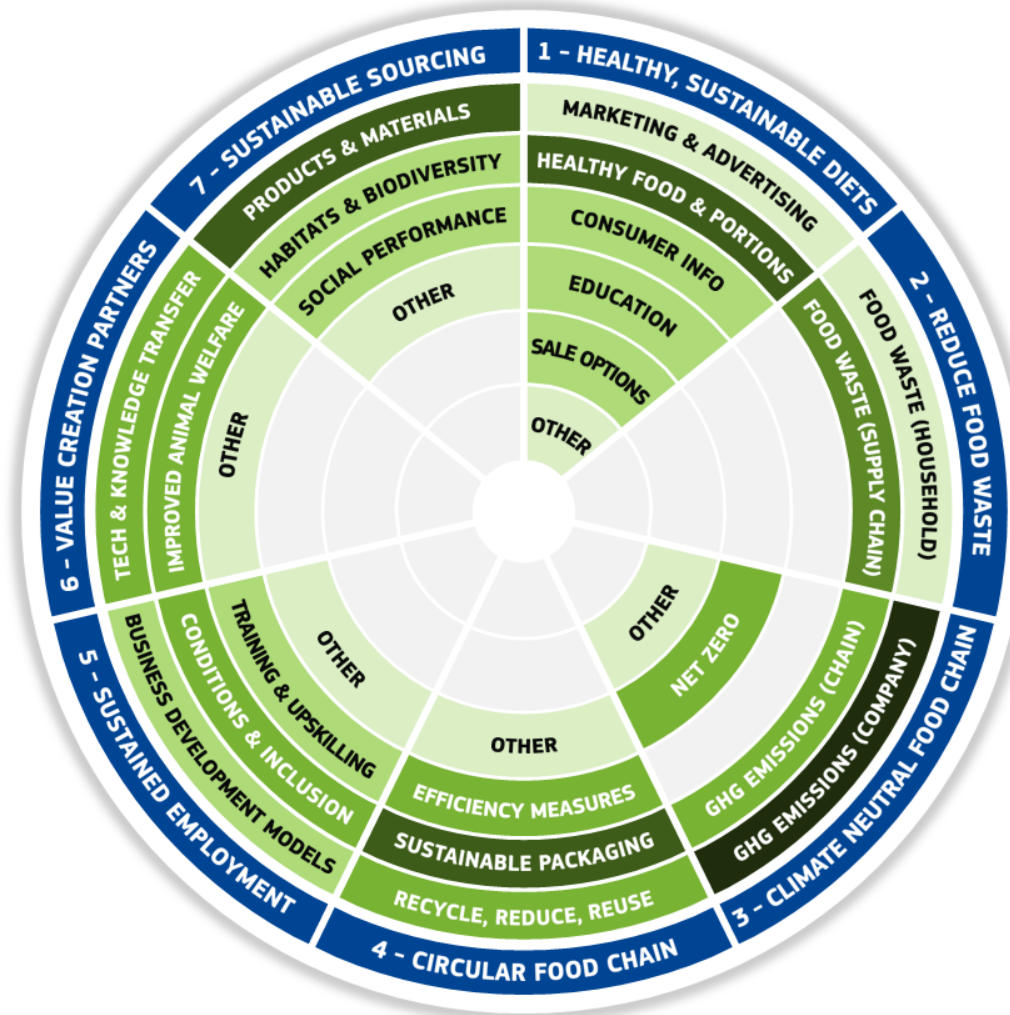 1 - HEALTHY, SUSTAINABLE DIETS
MARKETING & ADVERTISING
HEALTHY FOOD & PORTIONS
CONSUMER INFO
EDUCATION
SALE OPTIONS
OTHER
2 - REDUCE FOOD WASTE
FOOD WASTE (HOUSEHOLD)
FOOD WASTE (SUPPLY CHAIN)
3 - CLIMATE NEUTRAL FOOD CHAIN
GHG EMISSIONS (COMPANY)
GHG EMISSIONS (CHAIN)
NET ZERO
OTHER
4 - CIRCULAR FOOD CHAIN
RECYCLE, REDUCE, REUSE
SUSTAINABLE PACKAGING
EFFICIENCY MEASURES
OTHER
5 - SUSTAINED EMPLOYMENT
BUSINESS DEVELOPMENT MODELS
CONDITIONS & INCLUSION
TRAINING & UPSKILLING
OTHER
6 - VALUE CREATION PARTNERS
TECH & KNOWLEDGE TRANSFER
IMPROVED ANIMAL WELFARE
OTHER
7 - SUSTAINABLE SOURCING
PRODUCTS & MATERIALS
HABITATS & BIODIVERSITY
SOCIAL PERFORMANCE
OTHER